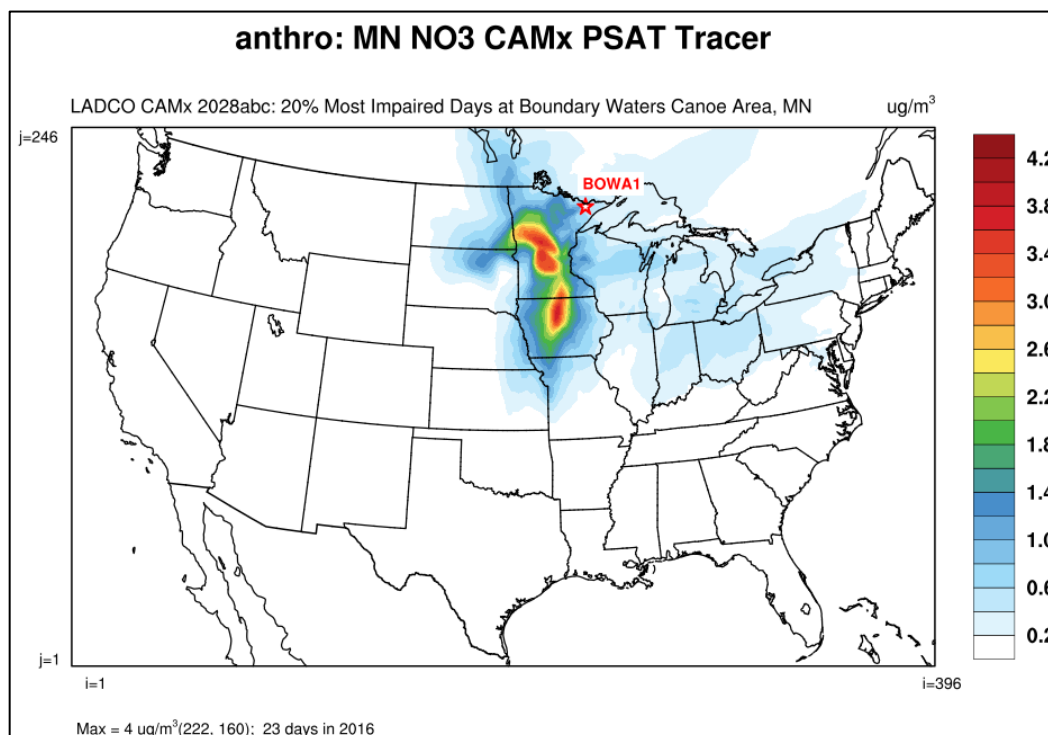 anthro: MN NO3 CAMx PSAT Tracer
LADCO CAMx 2028abc: 20% Most Impaired Days at Boundary Waters Canoe Area, MN ug/m³
j=246
BOWA1
4.2
3.8
3.4
3.0
2.6
2.2
1.8
1.4
1.0
0.6
0.2
j=1
i=1
i=396
Max = 4 ug/m³(222, 160); 23 days in 2016